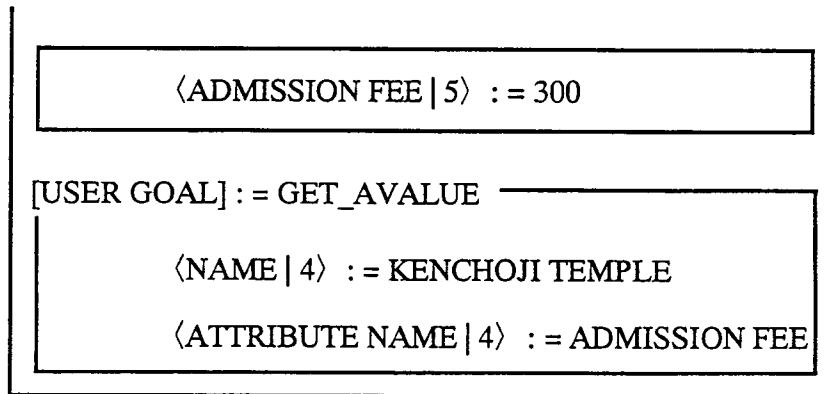 ⟨ADMISSION FEE | 5⟩ : = 300
[USER GOAL] : = GET_AVALUE
⟨NAME | 4⟩ : = KENCHOJI TEMPLE
⟨ATTRIBUTE NAME | 4⟩ : = ADMISSION FEE